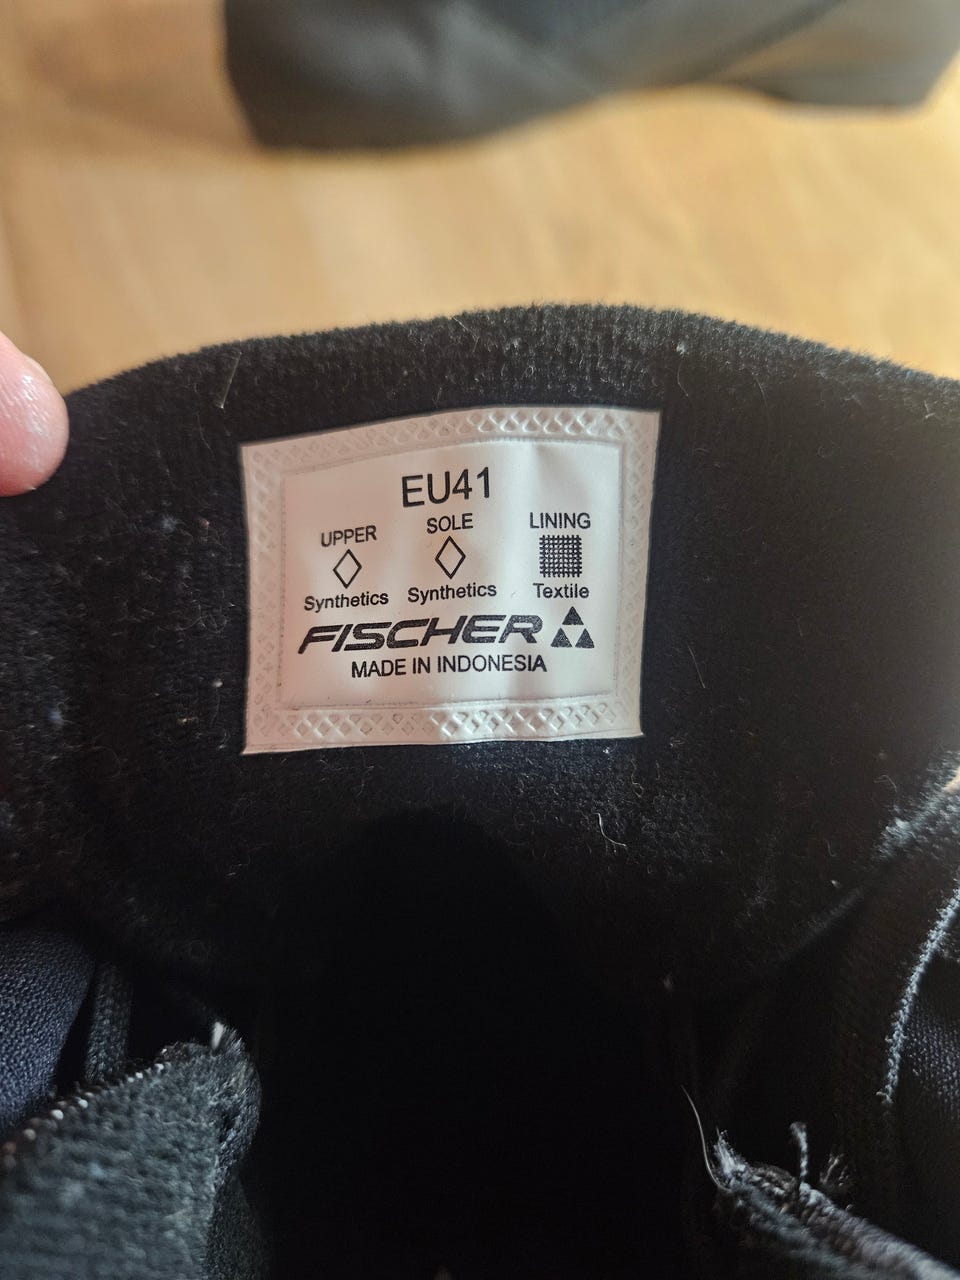 EU41
UPPER SOLE LINING
Synthetics Synthetics Textile
FISCHER
MADE IN INDONESIA